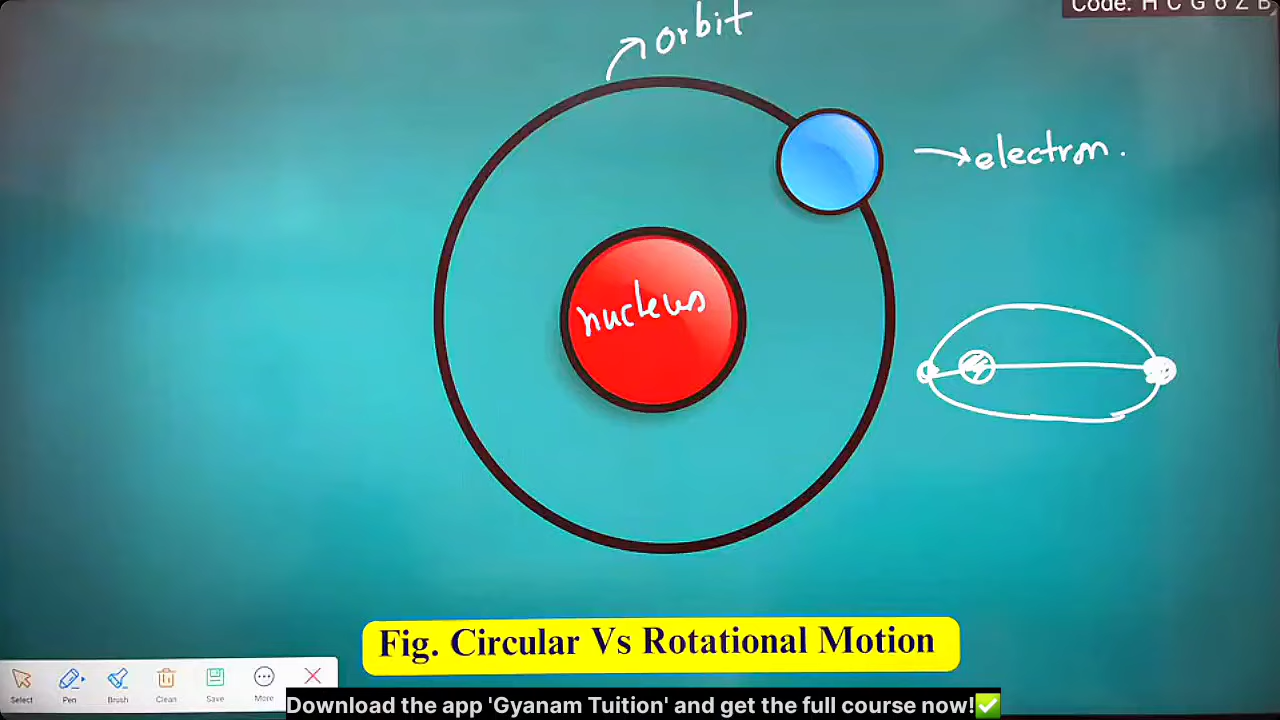 Code: H C G 6 Z B
orbit
electron.
nucleus
Fig. Circular Vs Rotational Motion
Select Pen Brush Clean Save More
Download the app 'Gyanam Tuition' and get the full course now!✅